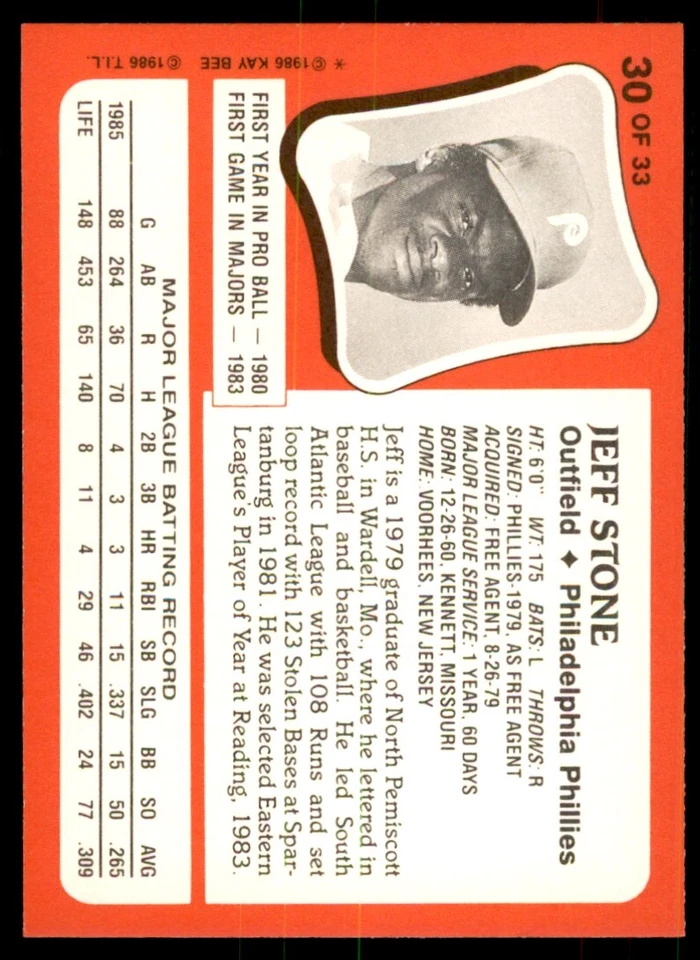 30 OF 33
P
JEFF STONE
Outfield ♦ Philadelphia Phillies
HT: 6'0" WT: 175 BATS: L THROWS: R
SIGNED: PHILLIES-1979, AS FREE AGENT
ACQUIRED: FREE AGENT, 8-26-79
MAJOR LEAGUE SERVICE: 1 YEAR, 60 DAYS
BORN: 12-26-60, KENNETT, MISSOURI
HOME: VOORHEES, NEW JERSEY
Jeff is a 1979 graduate of North Pemiscott
H.S. in Wardell, Mo., where he lettered in
baseball and basketball. He led South
Atlantic League with 108 Runs and set
loop record with 123 Stolen Bases at Spar-
tanburg in 1981. He was selected Eastern
League's Player of Year at Reading, 1983.
FIRST YEAR IN PRO BALL — 1980
FIRST GAME IN MAJORS — 1983
MAJOR LEAGUE BATTING RECORD
G AB R H 2B 3B HR RBI SB SLG BB SO AVG
1985 88 264 36 70 4 3 3 11 15 .337 15 50 .265
LIFE 148 453 65 140 8 11 4 29 46 .402 24 77 .309
* ©1986 KAY BEE ©1986 T.I.L.